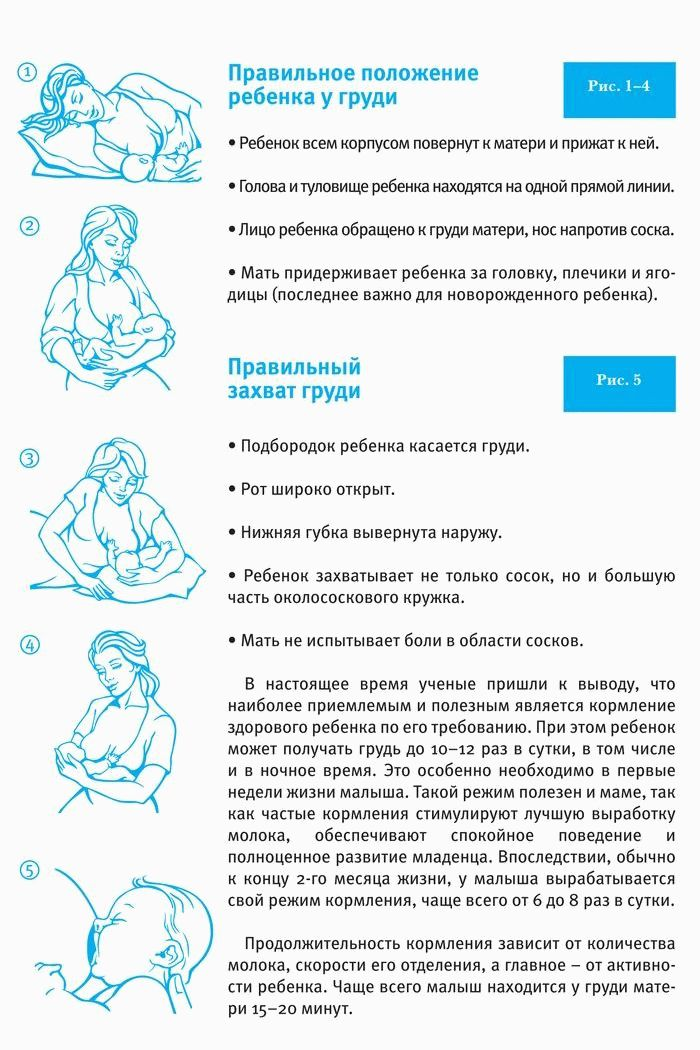 1
Правильное положение
ребенка у груди
Рис. 1–4
• Ребенок всем корпусом повернут к матери и прижат к ней.
• Голова и туловище ребенка находятся на одной прямой линии.
2
• Лицо ребенка обращено к груди матери, нос напротив соска.
• Мать придерживает ребенка за головку, плечики и яго-
дицы (последнее важно для новорожденного ребенка).
Правильный
захват груди
Рис. 5
• Подбородок ребенка касается груди.
3
• Рот широко открыт.
• Нижняя губка вывернута наружу.
• Ребенок захватывает не только сосок, но и большую
часть околососкового кружка.
4
• Мать не испытывает боли в области сосков.
В настоящее время ученые пришли к выводу, что
наиболее приемлемым и полезным является кормление
здорового ребенка по его требованию. При этом ребенок
может получать грудь до 10–12 раз в сутки, в том числе
и в ночное время. Это особенно необходимо в первые
недели жизни малыша. Такой режим полезен и маме, так
как частые кормления стимулируют лучшую выработку
молока, обеспечивают спокойное поведение и
полноценное развитие младенца. Впоследствии, обычно
5
к концу 2-го месяца жизни, у малыша вырабатывается
свой режим кормления, чаще всего от 6 до 8 раз в сутки.
Продолжительность кормления зависит от количества
молока, скорости его отделения, а главное – от активно-
сти ребенка. Чаще всего малыш находится у груди мате-
ри 15–20 минут.